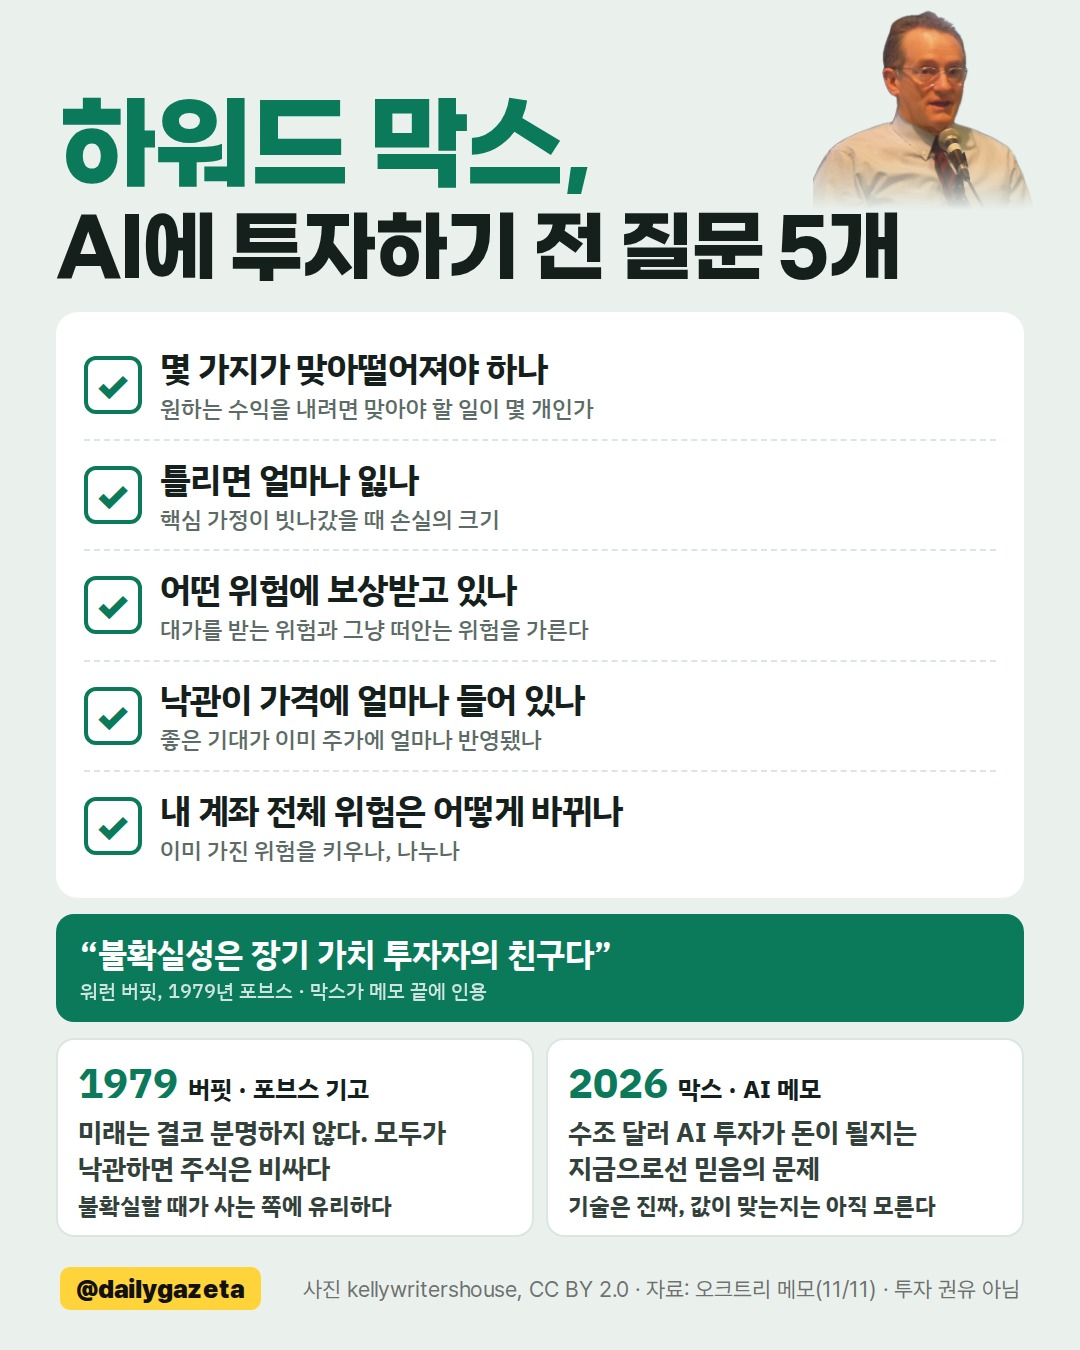 하워드 막스,
AI에 투자하기 전 질문 5개
몇 가지가 맞아떨어져야 하나
원하는 수익을 내려면 맞아야 할 일이 몇 개인가
틀리면 얼마나 잃나
핵심 가정이 빗나갔을 때 손실의 크기
어떤 위험에 보상받고 있나
대가를 받는 위험과 그냥 떠안는 위험을 가른다
낙관이 가격에 얼마나 들어 있나
좋은 기대가 이미 주가에 얼마나 반영됐나
내 계좌 전체 위험은 어떻게 바뀌나
이미 가진 위험을 키우나, 나누나
“불확실성은 장기 가치 투자자의 친구다”
워런 버핏, 1979년 포브스 · 막스가 메모 끝에 인용
1979 버핏 · 포브스 기고
미래는 결코 분명하지 않다. 모두가
낙관하면 주식은 비싸다
불확실할 때가 사는 쪽에 유리하다
2026 막스 · AI 메모
수조 달러 AI 투자가 돈이 될지는
지금으로선 믿음의 문제
기술은 진짜, 값이 맞는지는 아직 모른다
@dailygazeta
사진 kellywritershouse, CC BY 2.0 · 자료: 오크트리 메모(11/11) · 투자 권유 아님